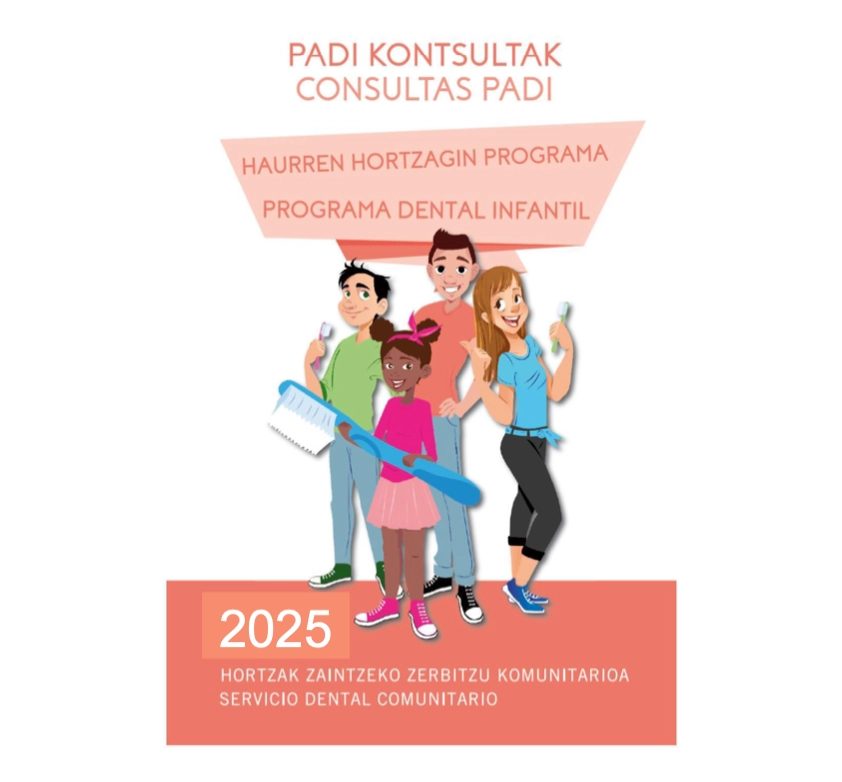 PADI KONTSULTAK
CONSULTAS PADI
HAURREN HORTZAGIN PROGRAMA
PROGRAMA DENTAL INFANTIL
2025
HORTZAK ZAINTZEKO ZERBITZU KOMUNITARIOA
SERVICIO DENTAL COMUNITARIO